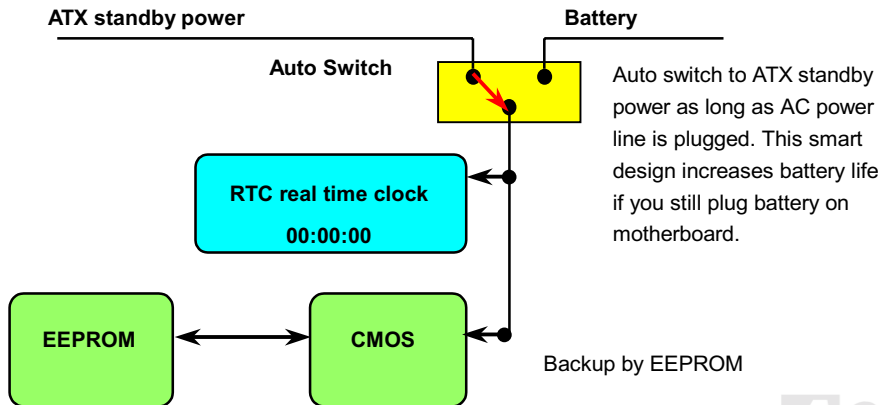 ATX standby power
Battery
Auto Switch
Auto switch to ATX standby
power as long as AC power
line is plugged. This smart
design increases battery life
if you still plug battery on
motherboard.
RTC real time clock
00:00:00
EEPROM
CMOS
Backup by EEPROM